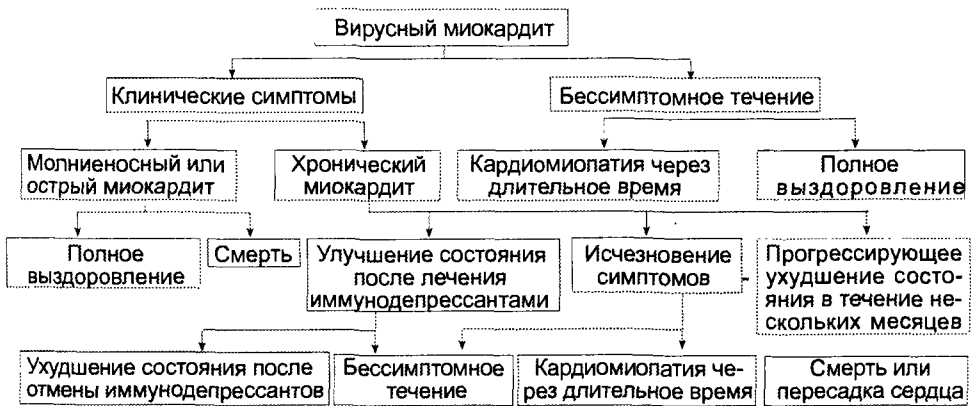 Вирусный миокардит
Клинические симптомы
Бессимптомное течение
Молниеносный или
острый миокардит
Хронический
миокардит
Кардиомиопатия через
длительное время
Полное
выздоровление
Полное
выздоровление
Смерть
Улучшение состояния
после лечения
иммунодепрессантами
Исчезновение
симптомов
Прогрессирующее
ухудшение состо-
яния в течение не-
скольких месяцев
Ухудшение состояния после
отмены иммунодепрессантов
Бессимптомное
течение
Кардиомиопатия че-
рез длительное время
Смерть или
пересадка сердца